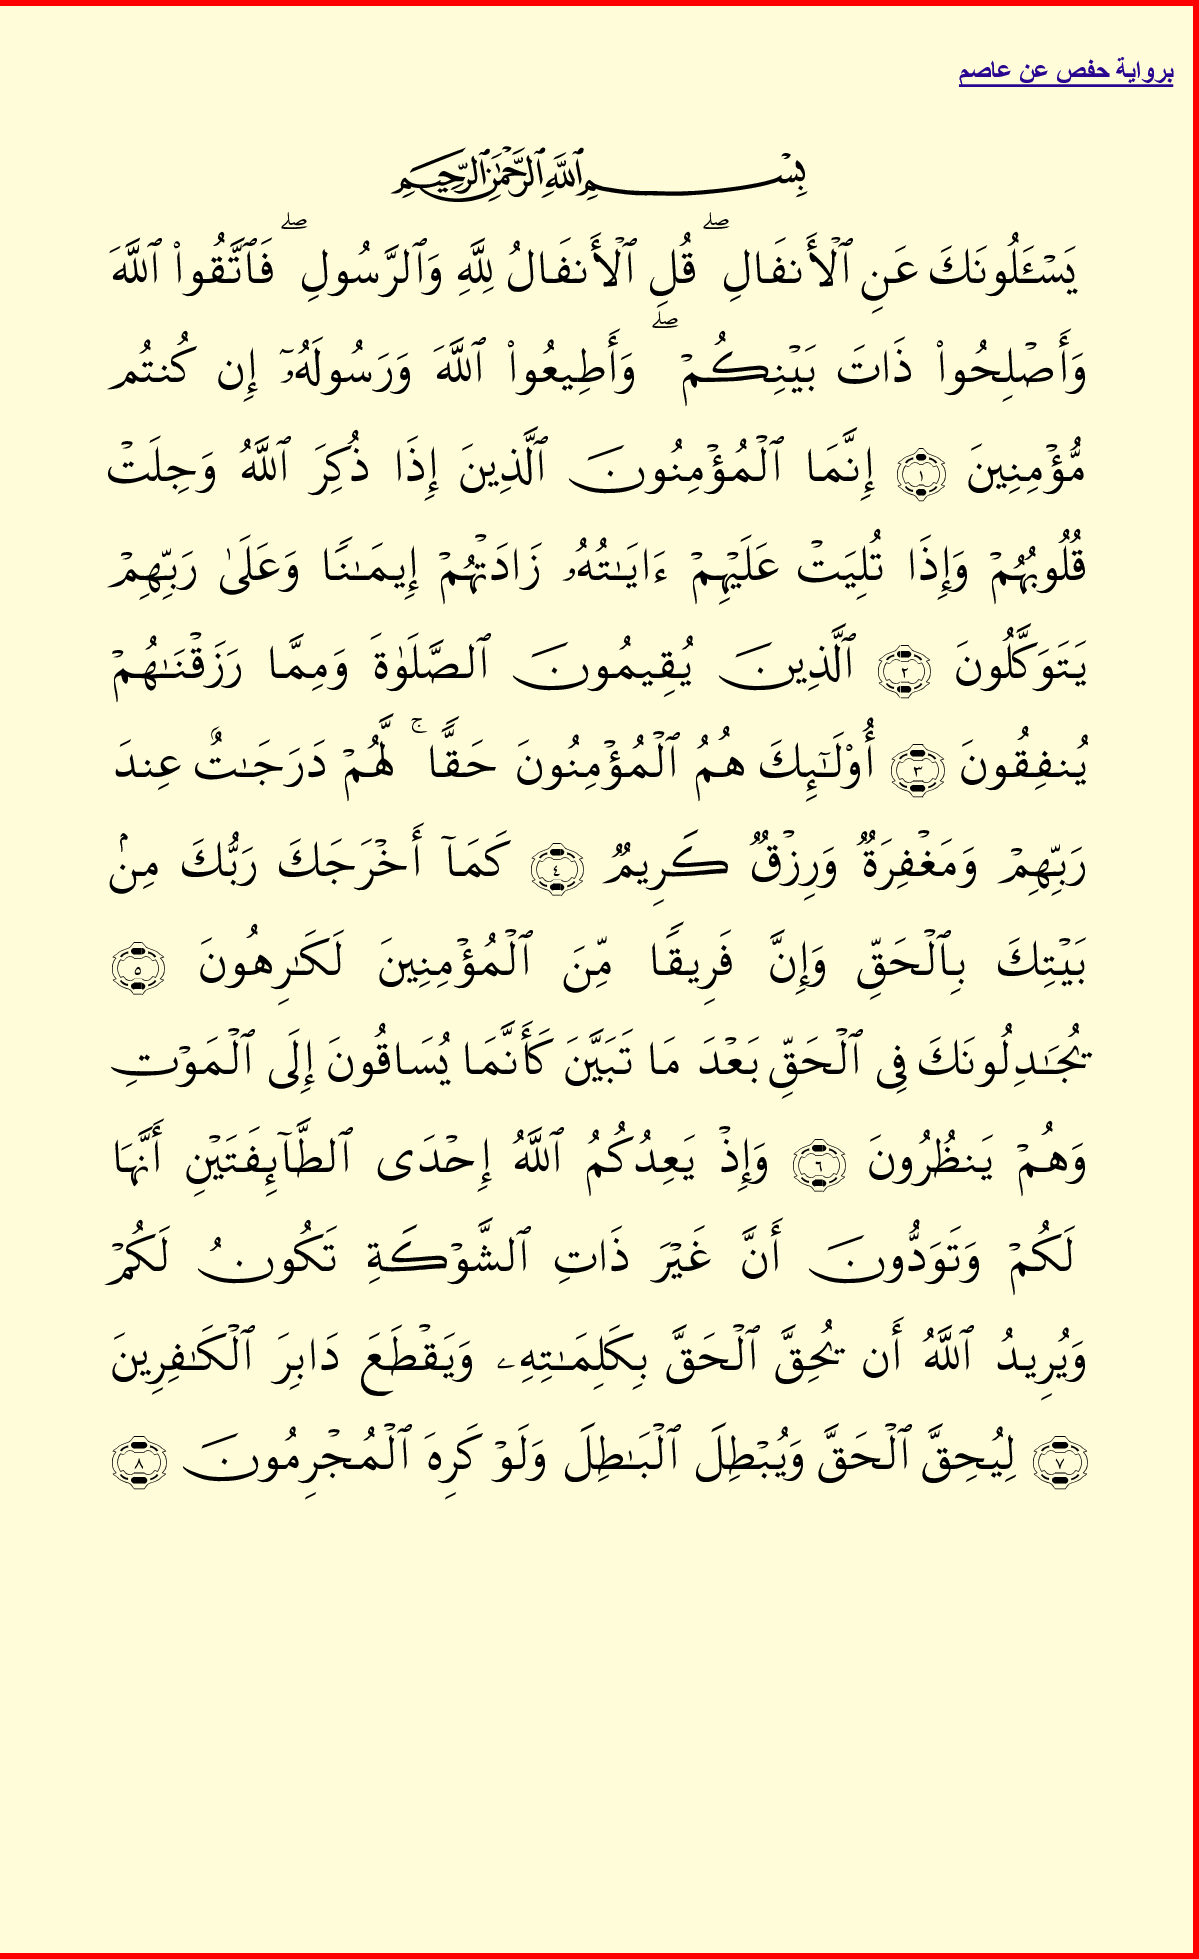 برواية حفص عن عاصم
بِسْمِ ٱللَّهِ ٱلرَّحْمَٰنِ ٱلرَّحِيمِ
يَسْـَٔلُونَكَ عَنِ ٱلْأَنفَالِ ۖ قُلِ ٱلْأَنفَالُ لِلَّهِ وَٱلرَّسُولِ ۖ فَٱتَّقُوا۟ ٱللَّهَ
وَأَصْلِحُوا۟ ذَاتَ بَيْنِكُمْ ۖ وَأَطِيعُوا۟ ٱللَّهَ وَرَسُولَهُۥٓ إِن كُنتُم
مُّؤْمِنِينَ ١ إِنَّمَا ٱلْمُؤْمِنُونَ ٱلَّذِينَ إِذَا ذُكِرَ ٱللَّهُ وَجِلَتْ
قُلُوبُهُمْ وَإِذَا تُلِيَتْ عَلَيْهِمْ ءَايَـٰتُهُۥ زَادَتْهُمْ إِيمَـٰنًا وَعَلَىٰ رَبِّهِمْ
يَتَوَكَّلُونَ ٢ ٱلَّذِينَ يُقِيمُونَ ٱلصَّلَوٰةَ وَمِمَّا رَزَقْنَـٰهُمْ
يُنفِقُونَ ٣ أُو۟لَـٰٓئِكَ هُمُ ٱلْمُؤْمِنُونَ حَقًّا ۚ لَّهُمْ دَرَجَـٰتٌ عِندَ
رَبِّهِمْ وَمَغْفِرَةٌ وَرِزْقٌ كَرِيمٌ ٤ كَمَآ أَخْرَجَكَ رَبُّكَ مِنۢ
بَيْتِكَ بِٱلْحَقِّ وَإِنَّ فَرِيقًا مِّنَ ٱلْمُؤْمِنِينَ لَكَـٰرِهُونَ ٥
يُجَـٰدِلُونَكَ فِى ٱلْحَقِّ بَعْدَ مَا تَبَيَّنَ كَأَنَّمَا يُسَاقُونَ إِلَى ٱلْمَوْتِ
وَهُمْ يَنظُرُونَ ٦ وَإِذْ يَعِدُكُمُ ٱللَّهُ إِحْدَى ٱلطَّآئِفَتَيْنِ أَنَّهَا
لَكُمْ وَتَوَدُّونَ أَنَّ غَيْرَ ذَاتِ ٱلشَّوْكَةِ تَكُونُ لَكُمْ
وَيُرِيدُ ٱللَّهُ أَن يُحِقَّ ٱلْحَقَّ بِكَلِمَـٰتِهِۦ وَيَقْطَعَ دَابِرَ ٱلْكَـٰفِرِينَ
٧ لِيُحِقَّ ٱلْحَقَّ وَيُبْطِلَ ٱلْبَـٰطِلَ وَلَوْ كَرِهَ ٱلْمُجْرِمُونَ ٨